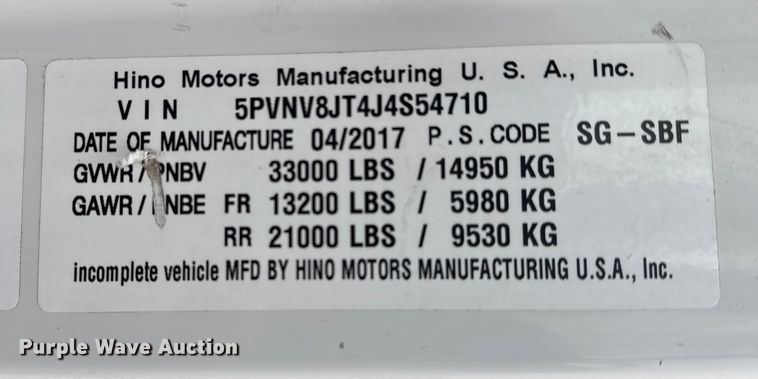 Hino Motors Manufacturing U. S. A., Inc.
VIN 5PVNV8JT4J4S54710
DATE OF MANUFACTURE 04/2017 P.S.CODE SG-SBF
GVWR/PNBV 33000 LBS / 14950 KG
GAWR/ NBE FR 13200 LBS / 5980 KG
RR 21000 LBS / 9530 KG
incomplete vehicle MFD BY HINO MOTORS MANUFACTURING U.S.A., Inc.
Purple Wave Auction